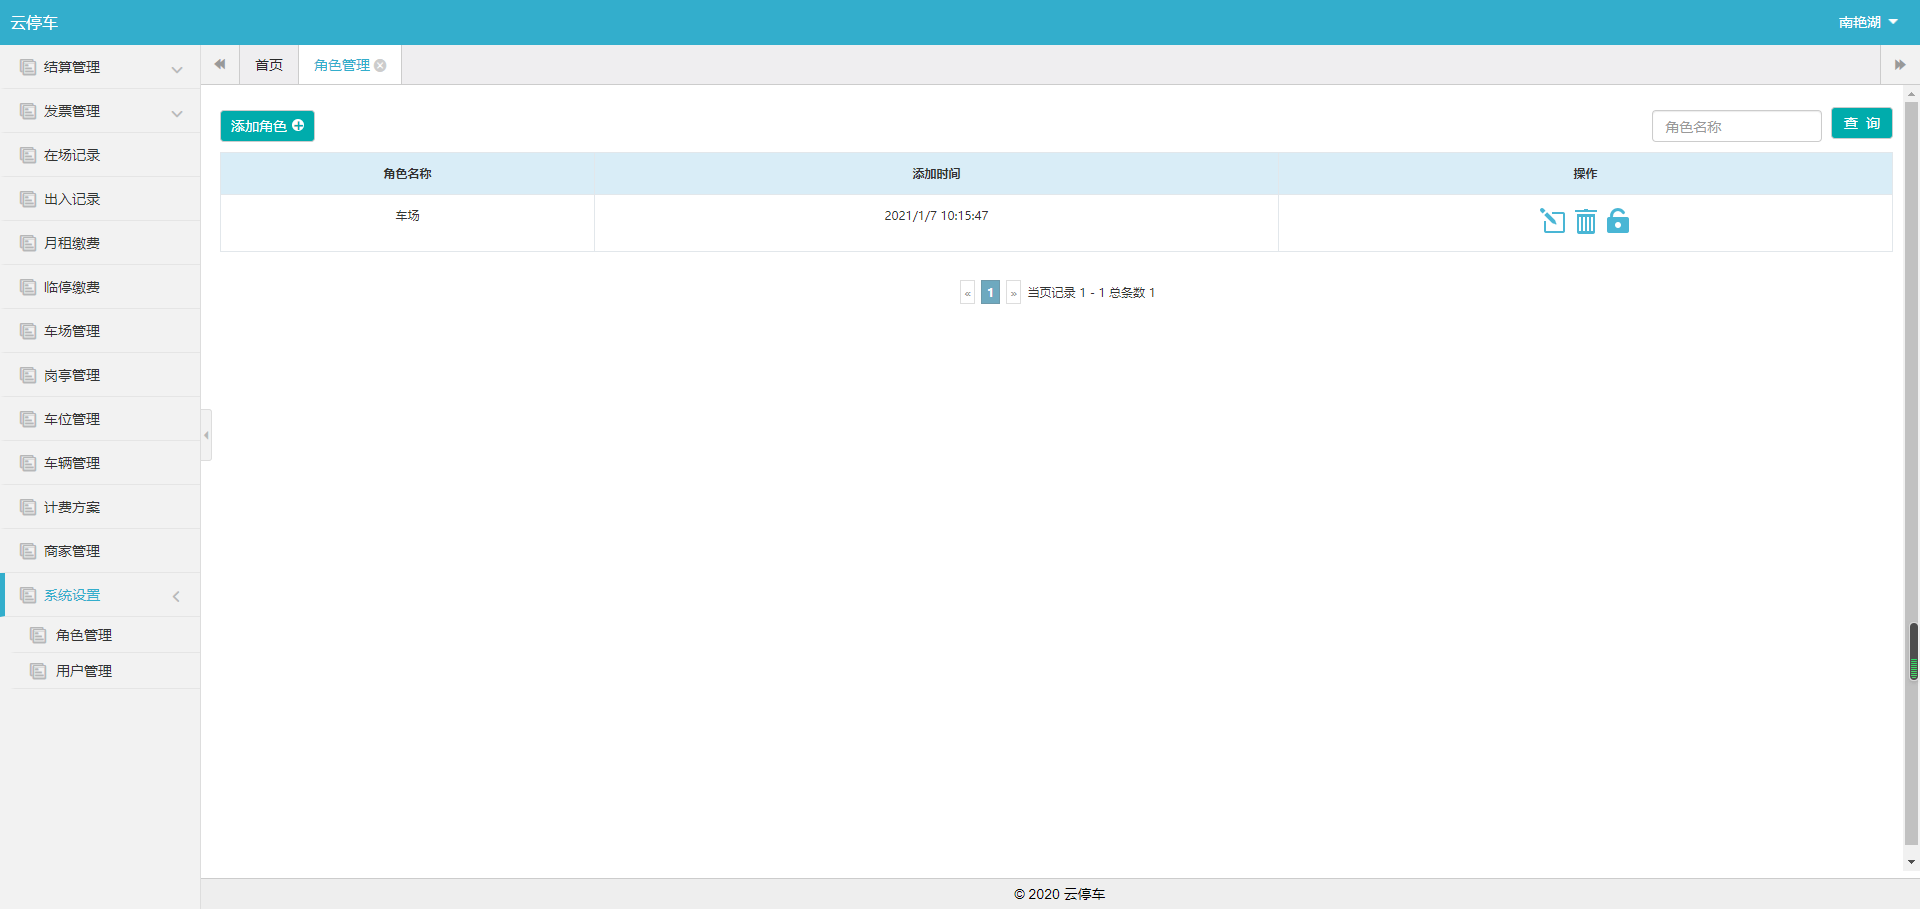 云停车
南艳湖
结算管理
发票管理
在场记录
出入记录
月租缴费
临停缴费
车场管理
岗亭管理
车位管理
车辆管理
计费方案
商家管理
系统设置
角色管理
用户管理
首页
角色管理
添加角色
角色名称
查 询
角色名称 添加时间 操作
车场 2021/1/7 10:15:47
« 1 » 当页记录 1 - 1 总条数 1
© 2020 云停车